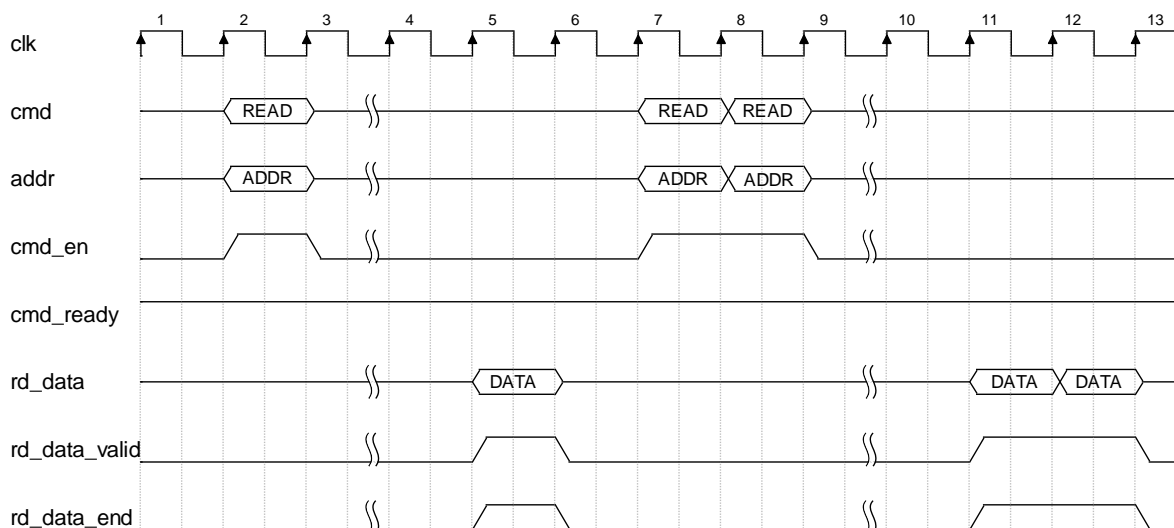 1 2 3 4 5 6 7 8 9 10 11 12 13
clk
cmd READ READ READ
addr ADDR ADDR ADDR
cmd_en
cmd_ready
rd_data DATA DATA DATA
rd_data_valid
rd_data_end